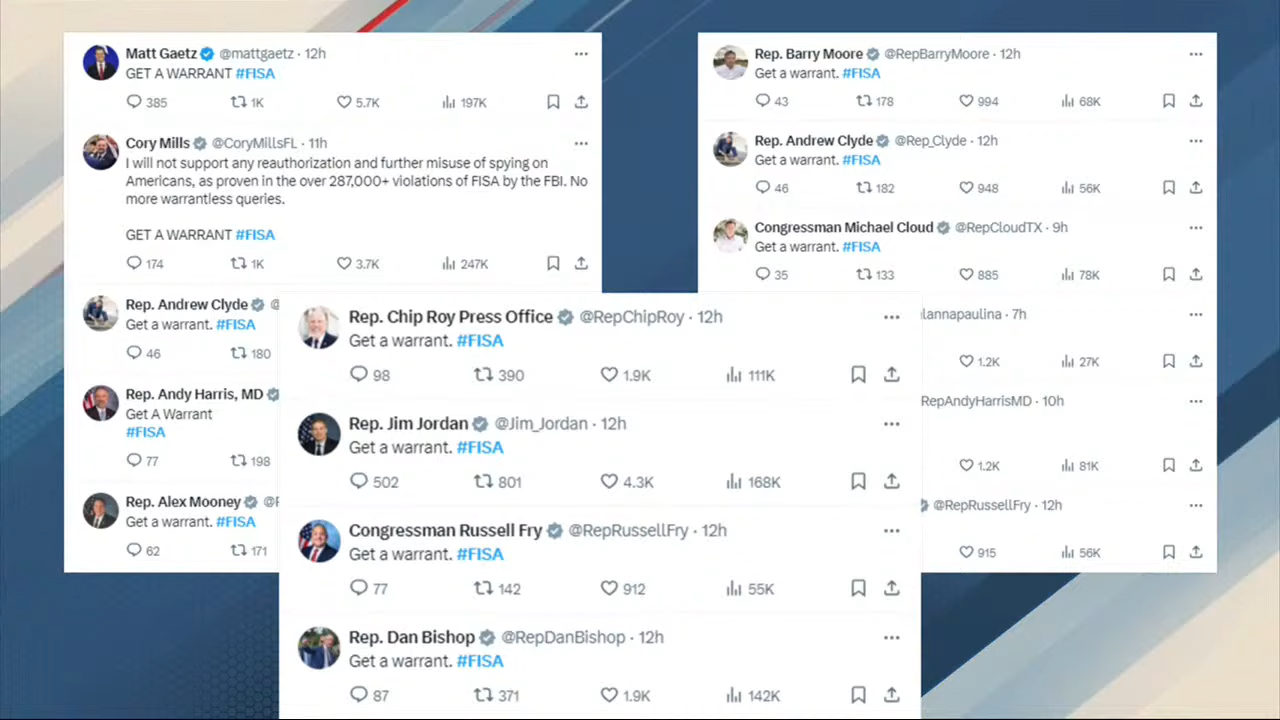 Matt Gaetz @mattgaetz · 12h
GET A WARRANT #FISA
385 1K 5.7K 197K
Cory Mills @CoryMillsFL · 11h
I will not support any reauthorization and further misuse of spying on
Americans, as proven in the over 287,000+ violations of FISA by the FBI. No
more warrantless queries.
GET A WARRANT #FISA
174 1K 3.7K 247K
Rep. Andrew Clyde
Get a warrant. #FISA
46 180
Rep. Andy Harris, MD
Get A Warrant
#FISA
77 198
Rep. Alex Mooney
Get a warrant. #FISA
62 171
Rep. Chip Roy Press Office @RepChipRoy · 12h
Get a warrant. #FISA
98 390 1.9K 111K
Rep. Jim Jordan @Jim_Jordan · 12h
Get a warrant. #FISA
502 801 4.3K 168K
Congressman Russell Fry @RepRussellFry · 12h
Get a warrant. #FISA
77 142 912 55K
Rep. Dan Bishop @RepDanBishop · 12h
Get a warrant. #FISA
87 371 1.9K 142K
Rep. Barry Moore @RepBarryMoore · 12h
Get a warrant. #FISA
43 178 994 68K
Rep. Andrew Clyde @Rep_Clyde · 12h
Get a warrant. #FISA
46 182 948 56K
Congressman Michael Cloud @RepCloudTX · 9h
Get a warrant. #FISA
35 133 885 78K
lannapaulina · 7h
1.2K 27K
RepAndyHarrisMD · 10h
1.2K 81K
@RepRussellFry · 12h
915 56K